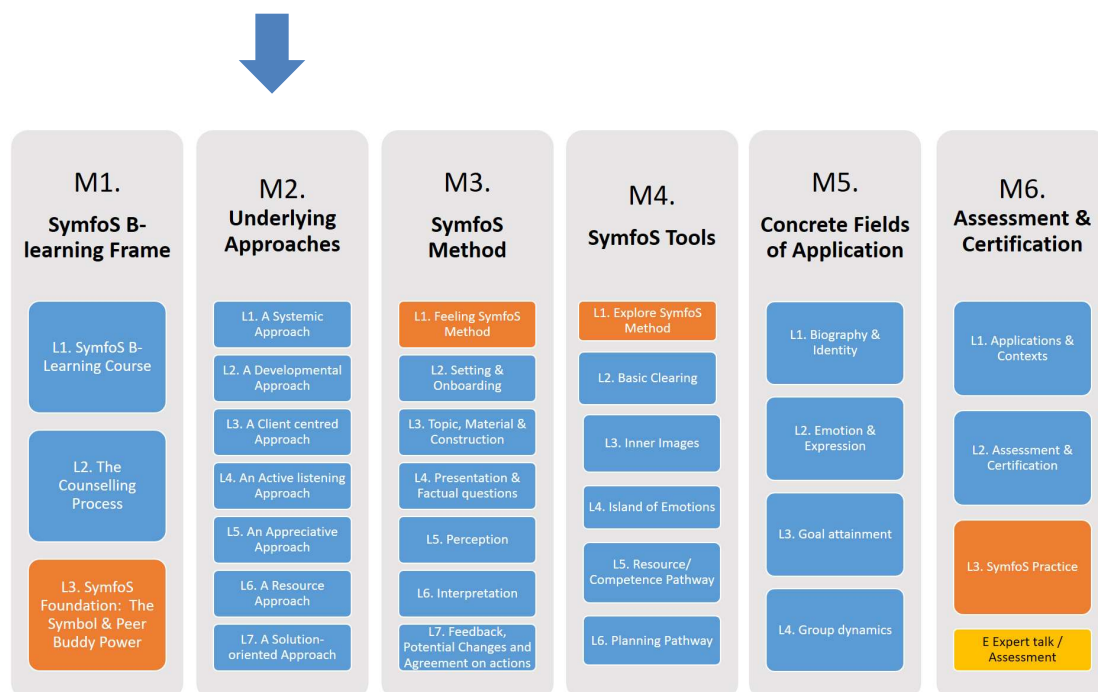 M1.
SymfoS B-
learning Frame
L1. SymfoS B-
Learning Course
L2. The
Counselling
Process
L3. SymfoS
Foundation:  The
Symbol & Peer
Buddy Power
M2.
Underlying
Approaches
L1. A Systemic
Approach
L2. A Developmental
Approach
L3. A Client centred
Approach
L4. An Active listening
Approach
L5. An Appreciative
Approach
L6. A Resource
Approach
L7. A Solution-
oriented Approach
M3.
SymfoS
Method
L1. Feeling SymfoS
Method
L2. Setting &
Onboarding
L3. Topic, Material &
Construction
L4. Presentation &
Factual questions
L5. Perception
L6. Interpretation
L7. Feedback,
Potential Changes and
Agreement on actions
M4.
SymfoS Tools
L1. Explore SymfoS
Method
L2. Basic Clearing
L3. Inner Images
L4. Island of Emotions
L5. Resource/
Competence Pathway
L6. Planning Pathway
M5.
Concrete Fields
of Application
L1. Biography &
Identity
L2. Emotion &
Expression
L3. Goal attainment
L4. Group dynamics
M6.
Assessment &
Certification
L1. Applications &
Contexts
L2. Assessment &
Certification
L3. SymfoS Practice
E Expert talk /
Assessment